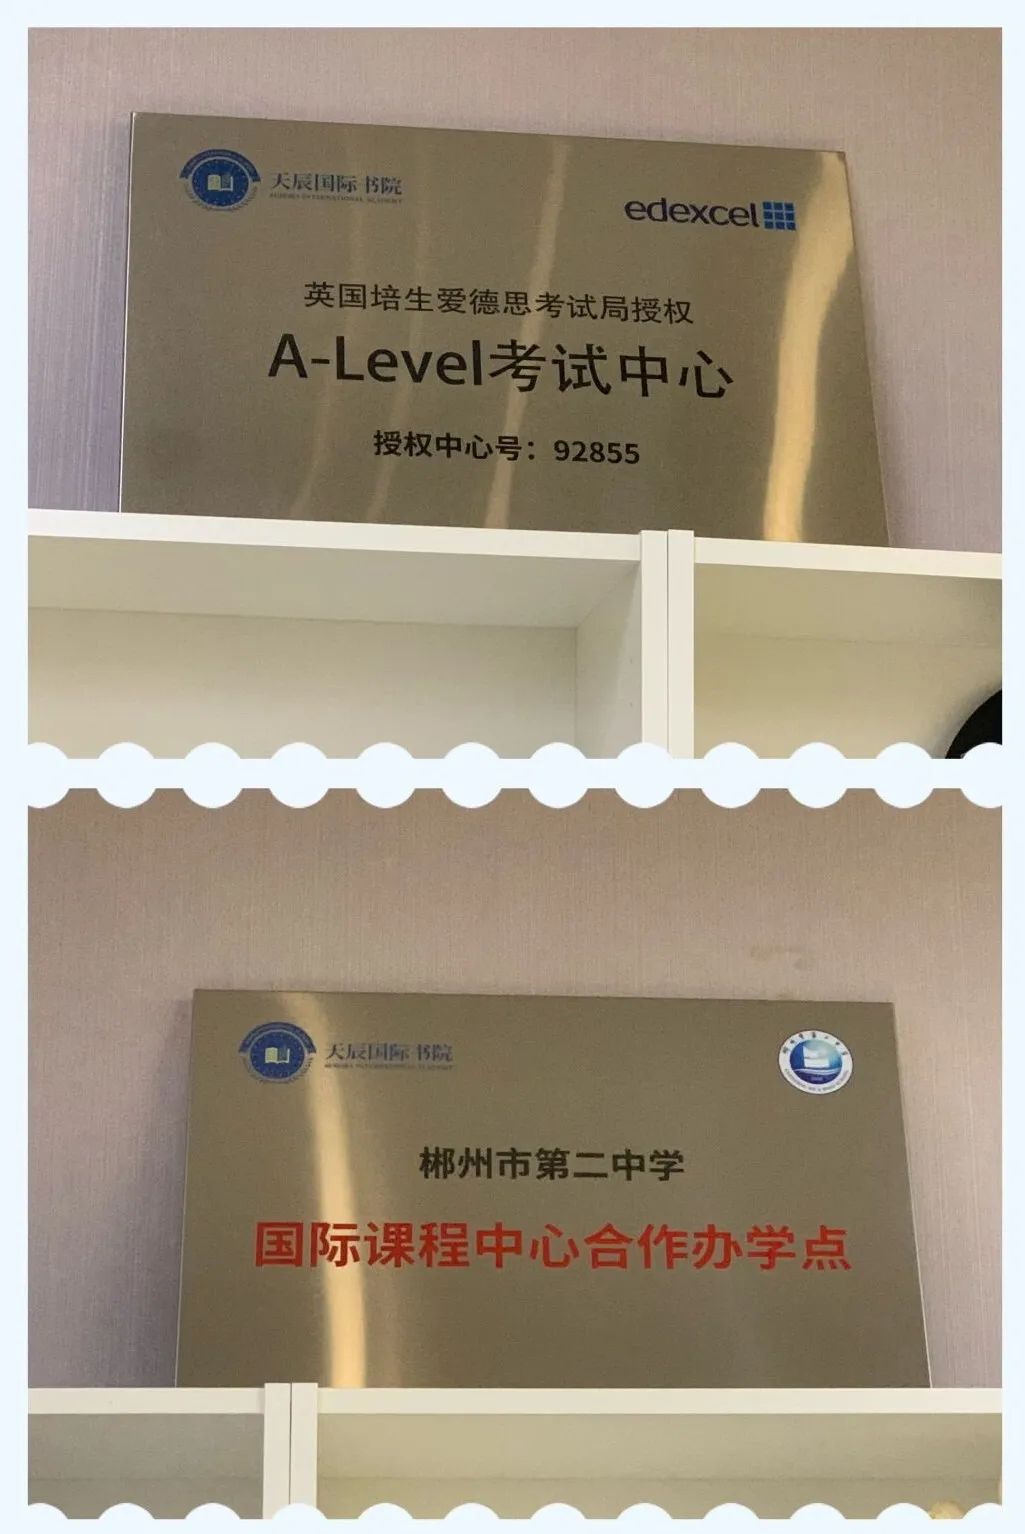 天辰国际书院
edexcel
英国培生爱德思考试局授权
A-Level考试中心
授权中心号：92855
天辰国际书院
郴州市第二中学
国际课程中心合作办学点